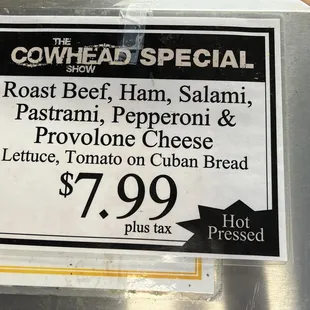 THE
COWHEAD SPECIAL
SHOW
Roast Beef, Ham, Salami,
Pastrami, Pepperoni &
Provolone Cheese
Lettuce, Tomato on Cuban Bread
$7.99
plus tax
Hot
Pressed